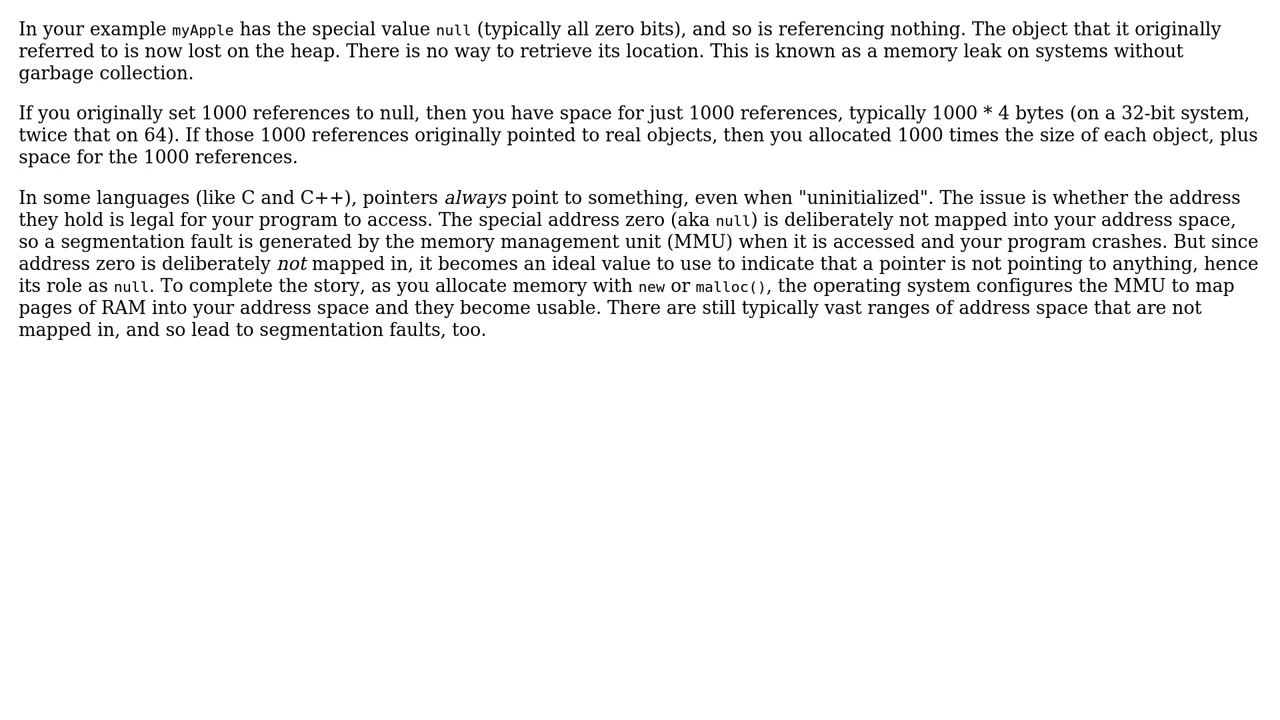 In your example myApple has the special value null (typically all zero bits), and so is referencing nothing. The object that it originally
referred to is now lost on the heap. There is no way to retrieve its location. This is known as a memory leak on systems without
garbage collection.
If you originally set 1000 references to null, then you have space for just 1000 references, typically 1000 * 4 bytes (on a 32-bit system,
twice that on 64). If those 1000 references originally pointed to real objects, then you allocated 1000 times the size of each object, plus
space for the 1000 references.
In some languages (like C and C++), pointers always point to something, even when "uninitialized". The issue is whether the address
they hold is legal for your program to access. The special address zero (aka null) is deliberately not mapped into your address space,
so a segmentation fault is generated by the memory management unit (MMU) when it is accessed and your program crashes. But since
address zero is deliberately not mapped in, it becomes an ideal value to use to indicate that a pointer is not pointing to anything, hence
its role as null. To complete the story, as you allocate memory with new or malloc(), the operating system configures the MMU to map
pages of RAM into your address space and they become usable. There are still typically vast ranges of address space that are not
mapped in, and so lead to segmentation faults, too.